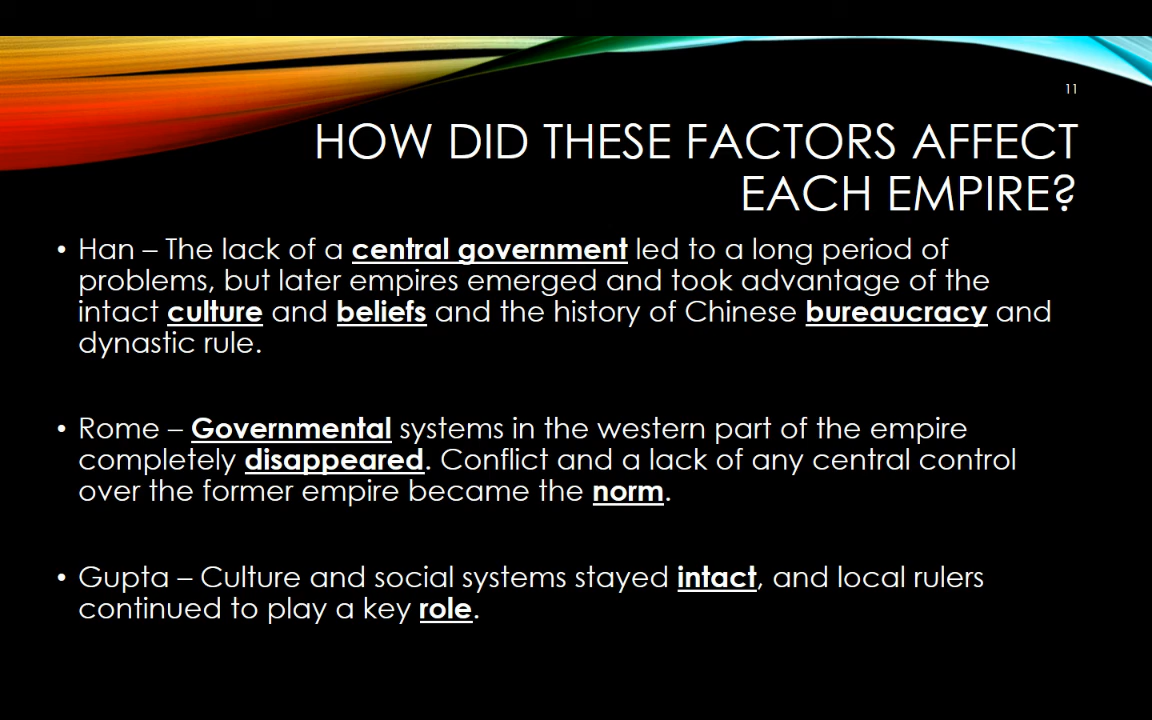 11
HOW DID THESE FACTORS AFFECT
EACH EMPIRE?
• Han – The lack of a central government led to a long period of
problems, but later empires emerged and took advantage of the
intact culture and beliefs and the history of Chinese bureaucracy and
dynastic rule.
• Rome – Governmental systems in the western part of the empire
completely disappeared. Conflict and a lack of any central control
over the former empire became the norm.
• Gupta – Culture and social systems stayed intact, and local rulers
continued to play a key role.